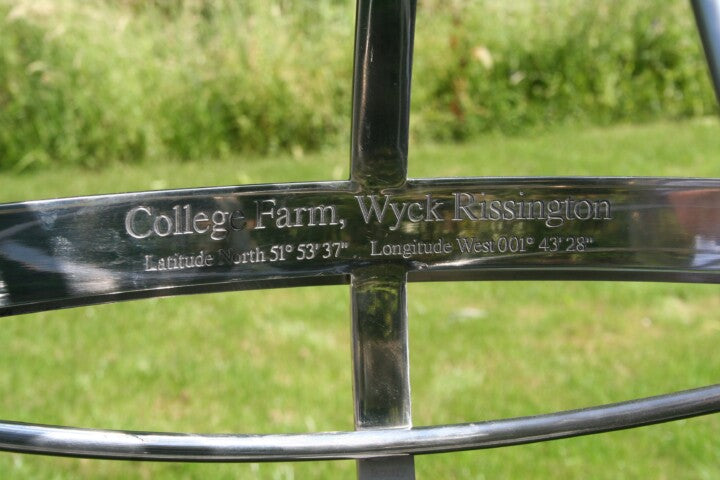 College Farm, Wyck Rissington
Latitude North 51° 53' 37" Longitude West 001° 43' 28"